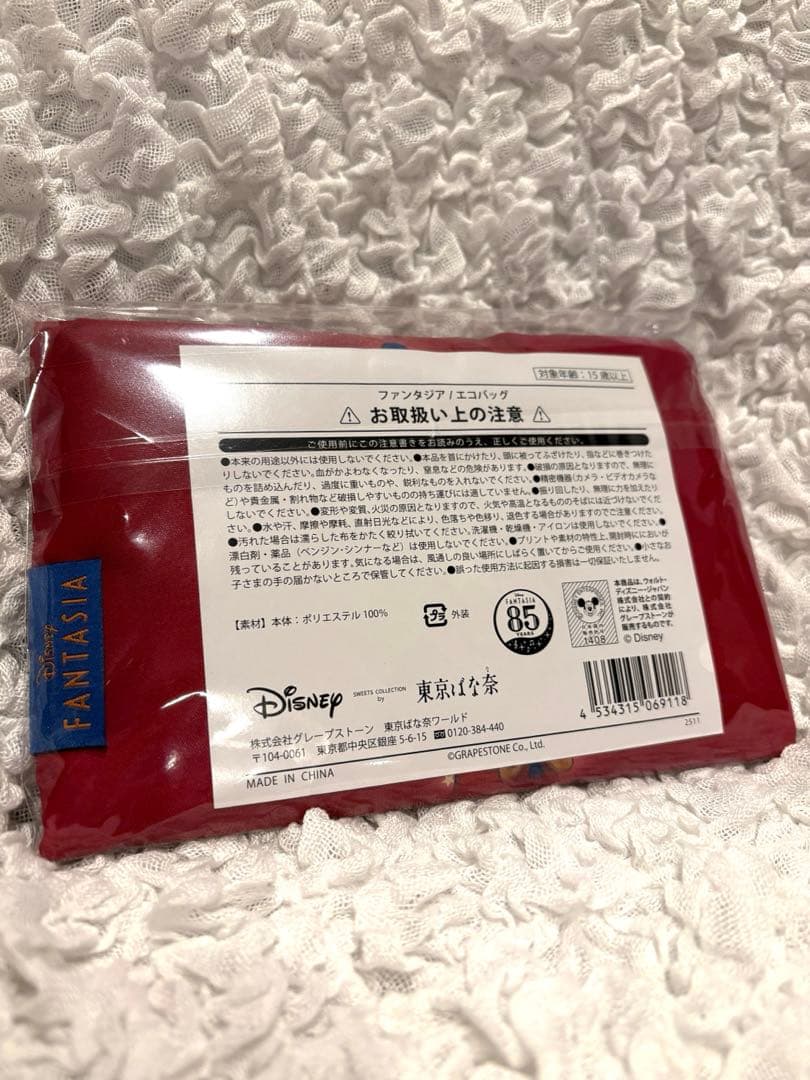 対象年齢:15歳以上
ファンタジア/エコバッグ
⚠ お取扱い上の注意 ⚠
ご使用前にこの注意書きをお読みのうえ、正しくご使用ください。
●本来の用途以外には使用しないでください。●本品を首にかけたり、頭に被ってふざけたり、指などに巻きつけた
りしないでください。血がかよわなくなったり、窒息などの危険があります。●破損の原因となりますので、無理に
ものを詰め込んだり、過度に重いものや、鋭利なものを入れないでください。●精密機器(カメラ・ビデオカメラな
ど)や貴金属・割れ物など破損しやすいものの持ち運びには適していません。●振り回したり、無理に力を加えたり
しないでください。●変形や変質、火災の原因となりますので、火気や高温となるもののそばには近づけないでくだ
さい。●水や汗、摩擦や摩耗、直射日光などにより、色落ちや色移り、退色する場合がありますのでご注意ください。
●汚れた場合は濡らした布をかたく絞り拭いてください。洗濯機・乾燥機・アイロンは使用しないでください。●
漂白剤・薬品(ベンジン・シンナーなど)は使用しないでください。●プリントや素材の特性上、開封時ににおいが
残っていることがあります。気になる場合は、風通しの良い場所にしばらく置いてからご使用ください。●小さなお
子さまの手の届かないところで保管してください。●誤った使用方法に起因する損害は一切保証いたしません。
【素材】本体:ポリエステル100%
プラ 外装
Disney
FANTASIA
85
YEARS
1408
本商品は、ウォルト・
ディズニー・ジャパン
株式会社との契約
により、株式会社
グレープストーンが
販売するものです。
© Disney
Disney
FANTASIA
Disney SWEETS COLLECTION
by
東京ばな奈
4 534315 069118
2511
株式会社グレープストーン 東京ばな奈ワールド
〒104-0061 東京都中央区銀座5-6-15 0120-384-440
©GRAPESTONE Co., Ltd.
MADE IN CHINA